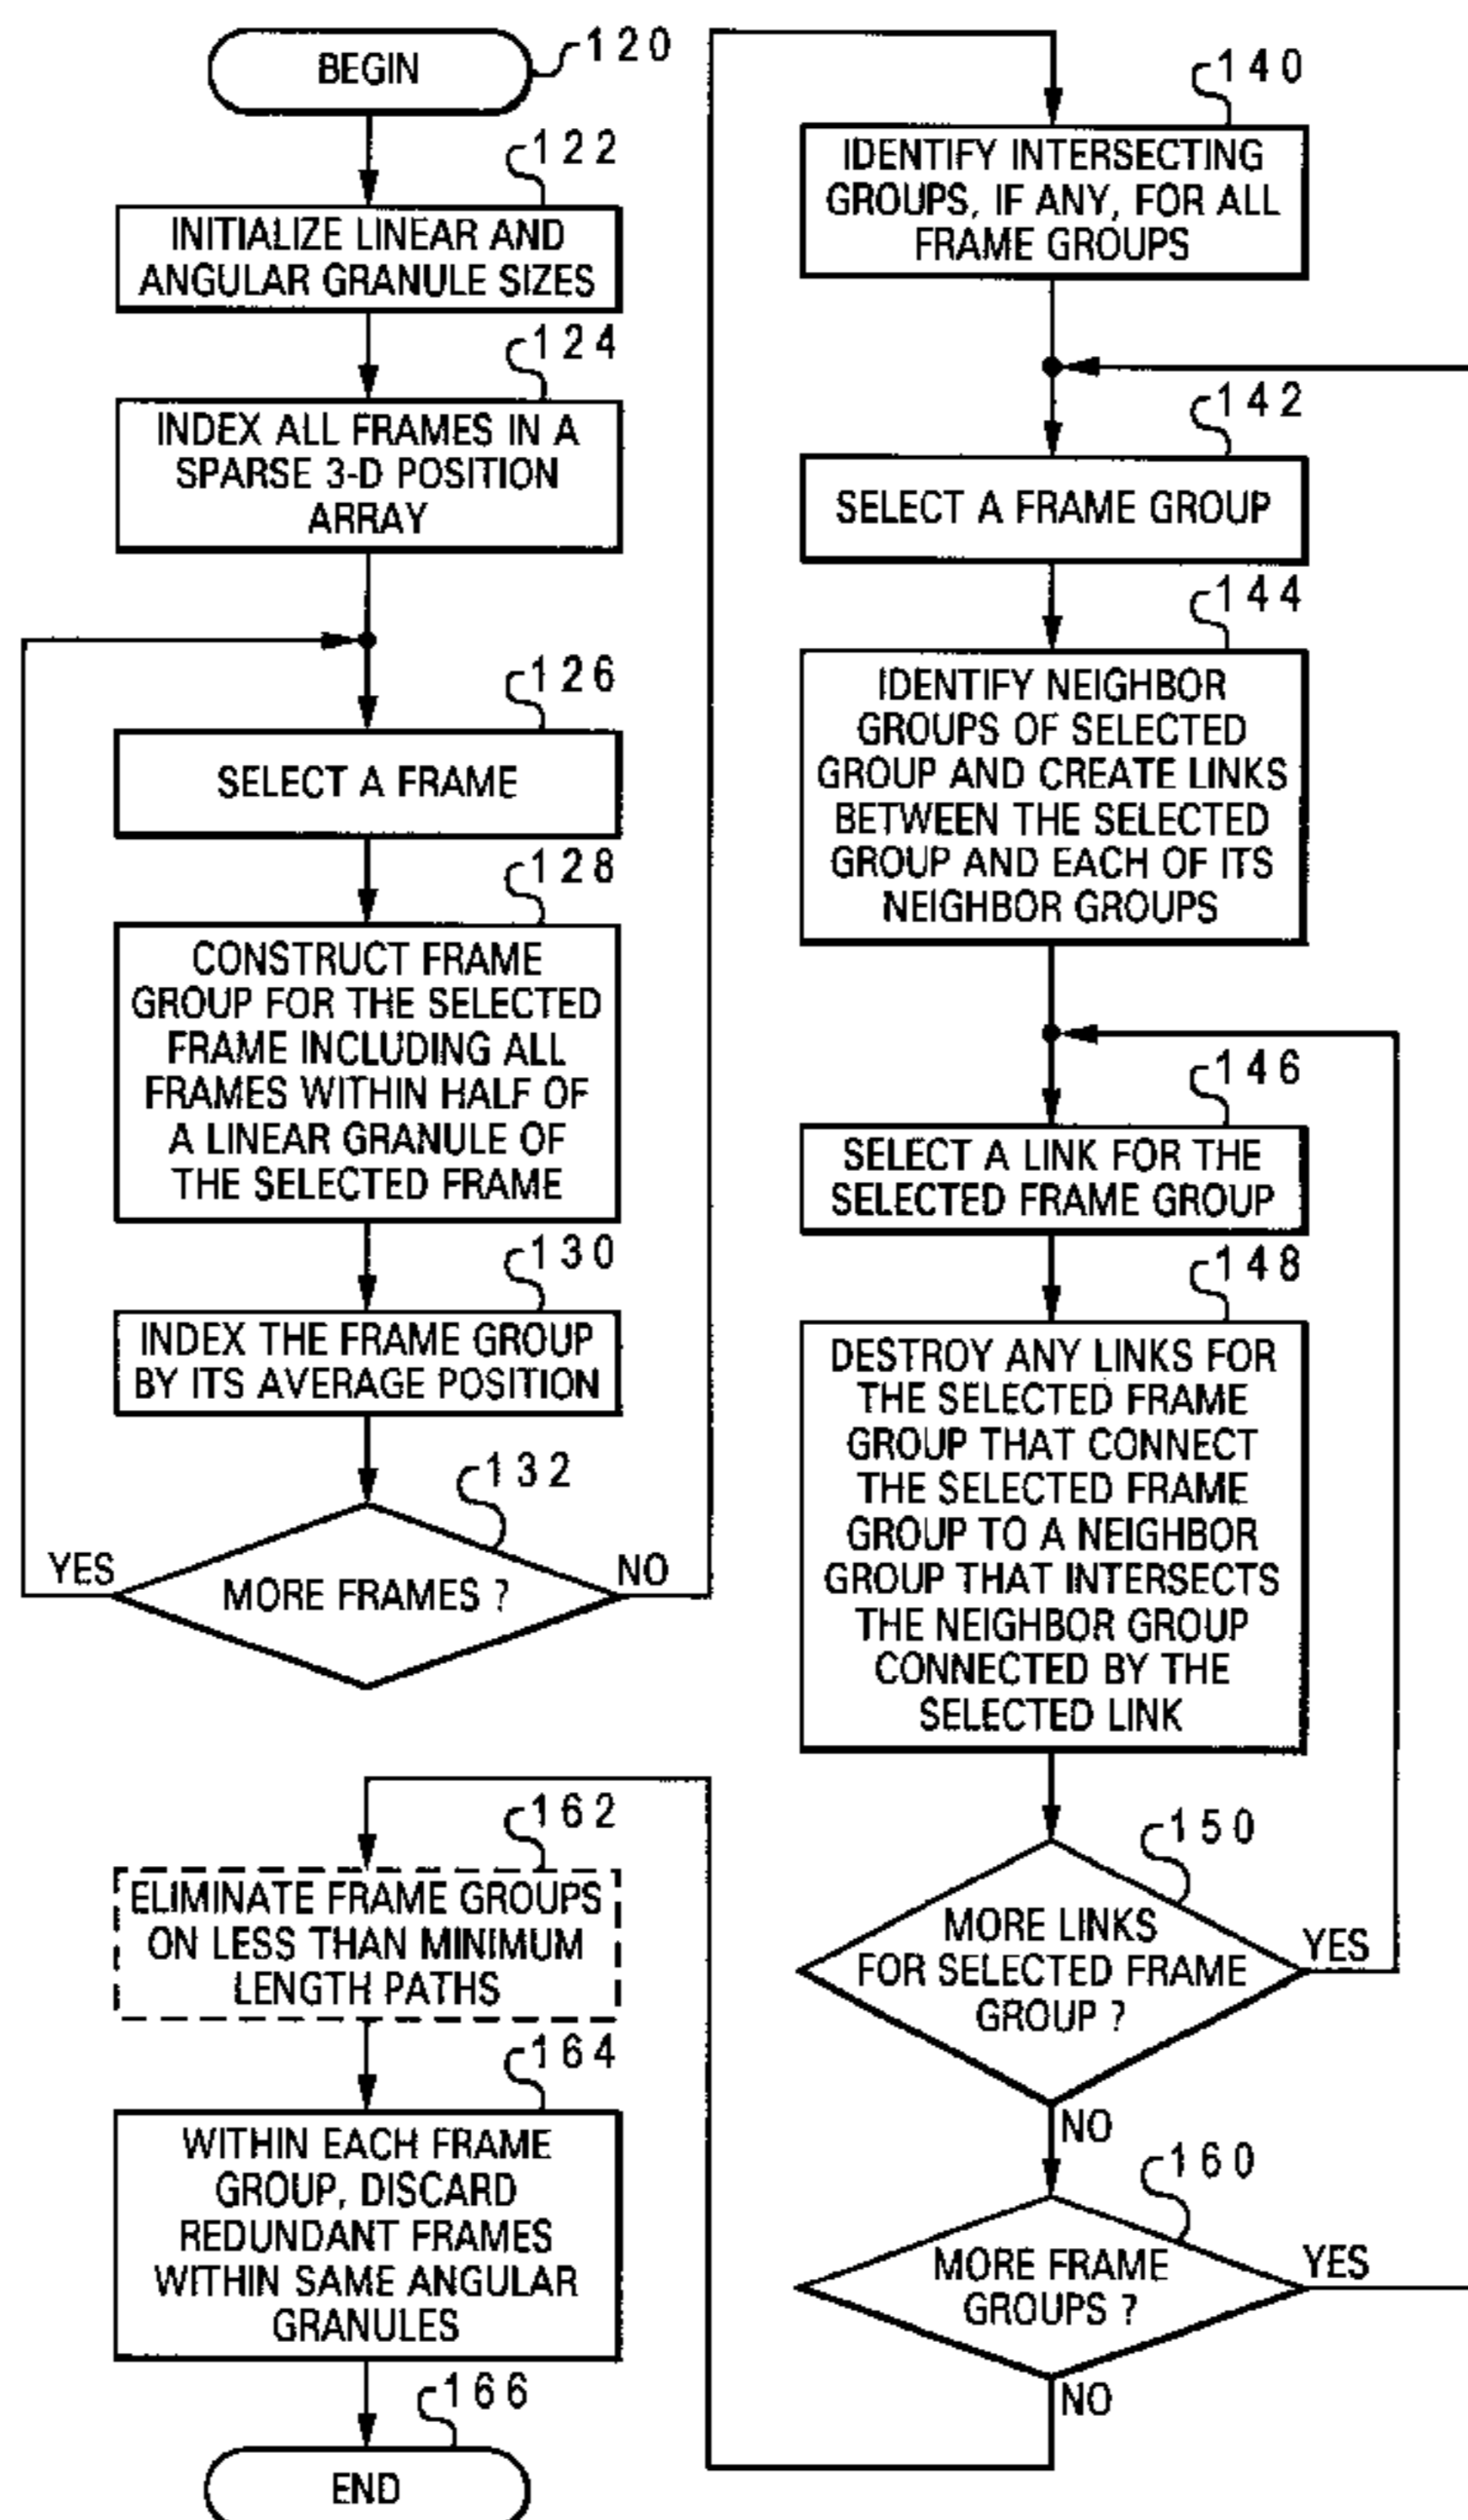 BEGIN
120
122
INITIALIZE LINEAR AND
ANGULAR GRANULE SIZES
124
INDEX ALL FRAMES IN A
SPARSE 3-D POSITION
ARRAY
126
SELECT A FRAME
128
CONSTRUCT FRAME
GROUP FOR THE SELECTED
FRAME INCLUDING ALL
FRAMES WITHIN HALF OF
A LINEAR GRANULE OF
THE SELECTED FRAME
130
INDEX THE FRAME GROUP
BY ITS AVERAGE POSITION
132
YES
MORE FRAMES ?
NO
140
IDENTIFY INTERSECTING
GROUPS, IF ANY, FOR ALL
FRAME GROUPS
142
SELECT A FRAME GROUP
144
IDENTIFY NEIGHBOR
GROUPS OF SELECTED
GROUP AND CREATE LINKS
BETWEEN THE SELECTED
GROUP AND EACH OF ITS
NEIGHBOR GROUPS
146
SELECT A LINK FOR THE
SELECTED FRAME GROUP
148
DESTROY ANY LINKS FOR
THE SELECTED FRAME
GROUP THAT CONNECT
THE SELECTED FRAME
GROUP TO A NEIGHBOR
GROUP THAT INTERSECTS
THE NEIGHBOR GROUP
CONNECTED BY THE
SELECTED LINK
150
MORE LINKS
FOR SELECTED FRAME
GROUP ?
YES
NO
160
MORE FRAME
GROUPS ?
YES
NO
162
ELIMINATE FRAME GROUPS
ON LESS THAN MINIMUM
LENGTH PATHS
164
WITHIN EACH FRAME
GROUP, DISCARD
REDUNDANT FRAMES
WITHIN SAME ANGULAR
GRANULES
166
END